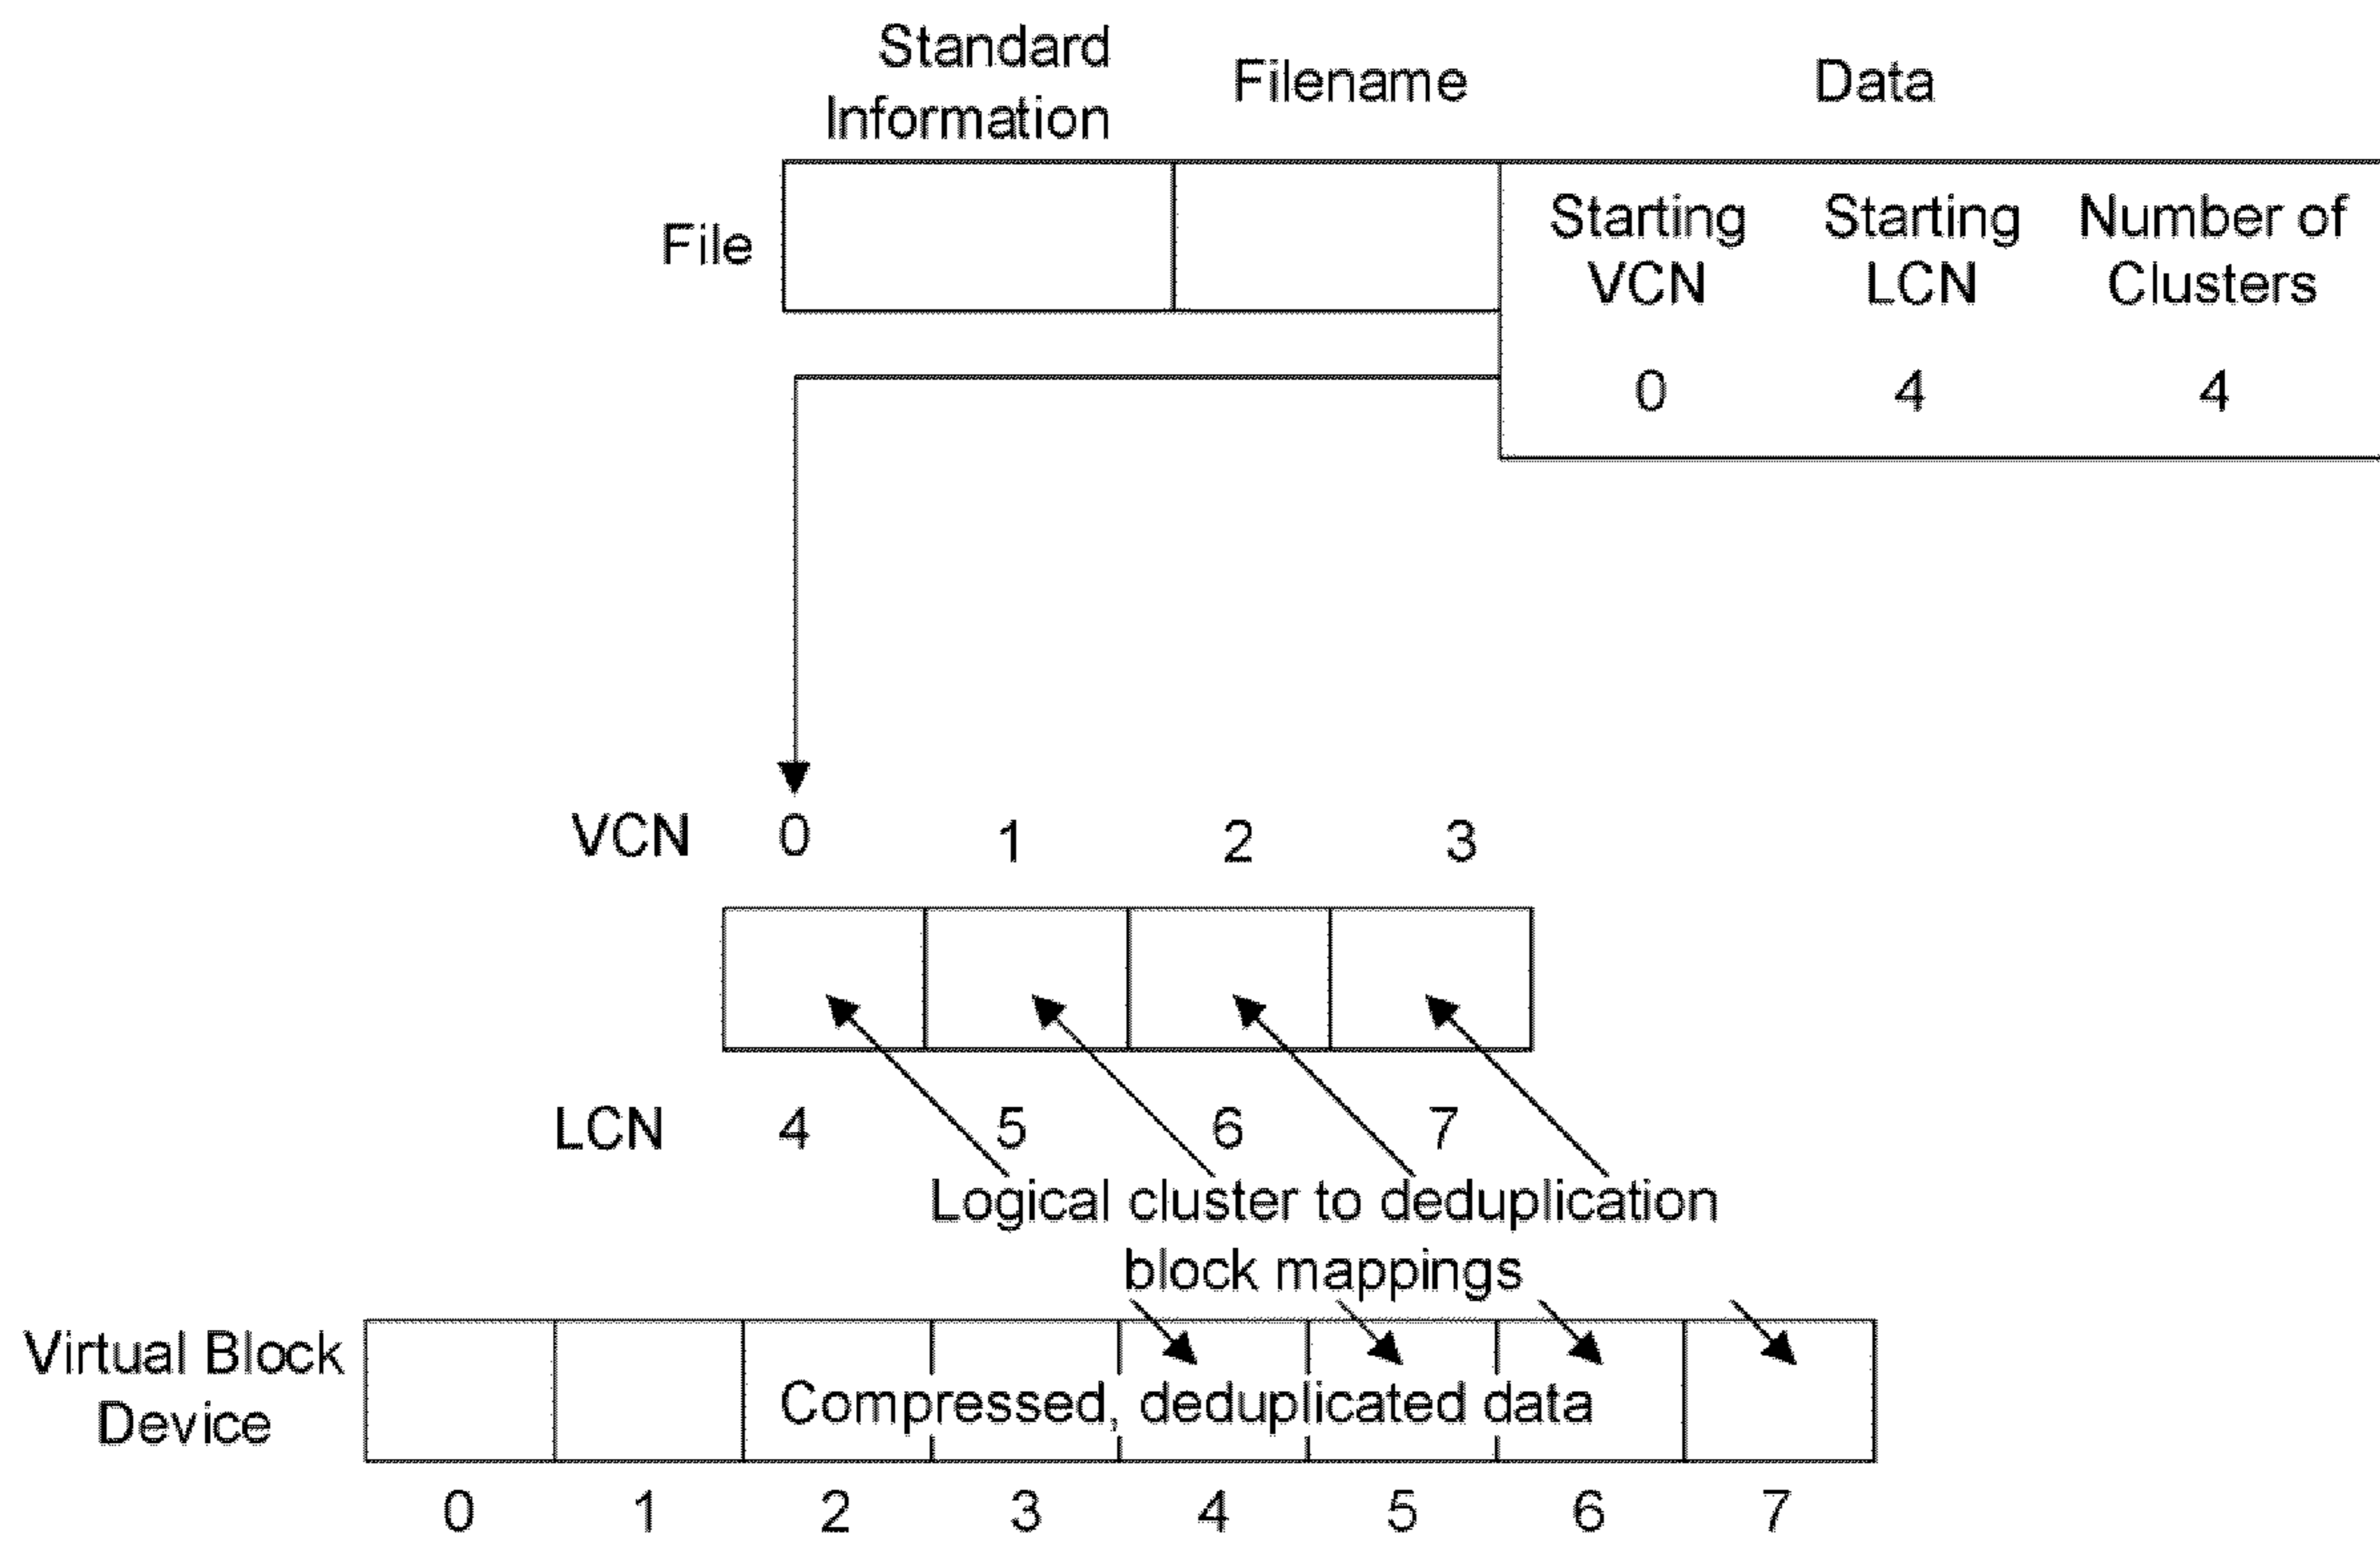 Standard
Information
Filename
Data
File
Starting
VCN
Starting
LCN
Number of
Clusters
0 4 4
VCN 0 1 2 3
LCN 4 5 6 7
Logical cluster to deduplication
block mappings
Virtual Block
Device
Compressed, deduplicated data
0 1 2 3 4 5 6 7